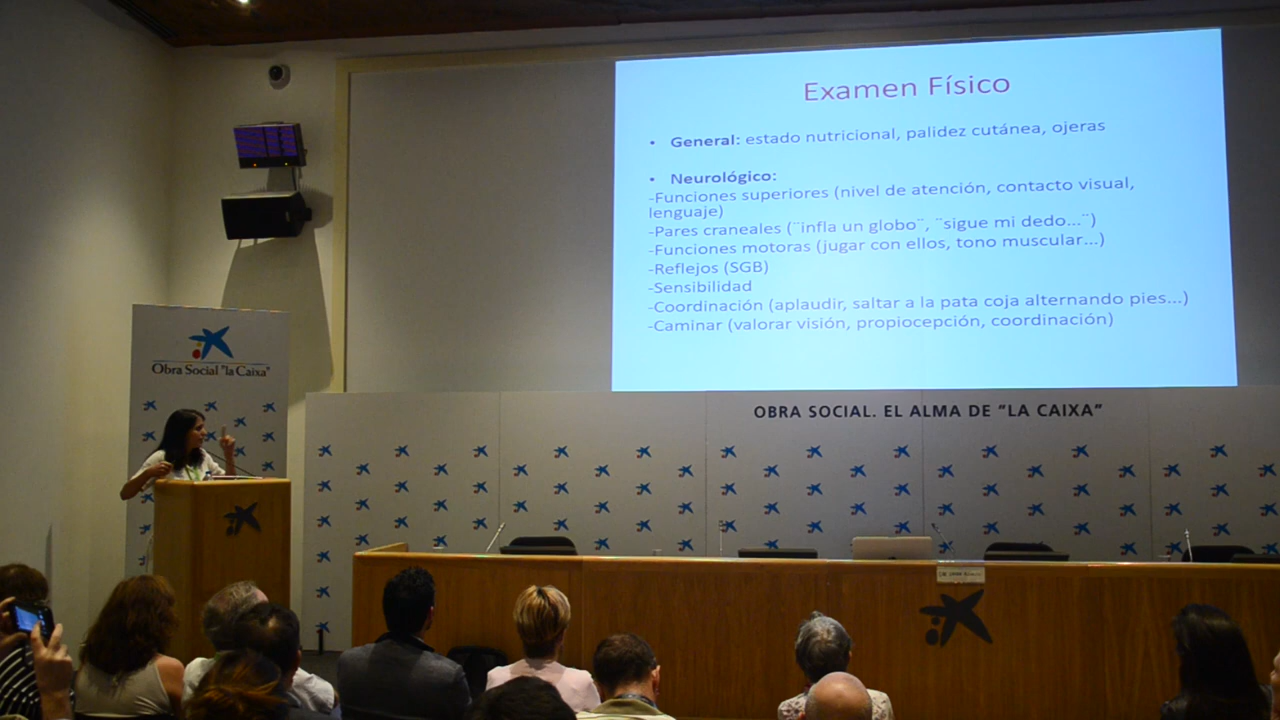 Examen Físico
• General: estado nutricional, palidez cutánea, ojeras
• Neurológico:
-Funciones superiores (nivel de atención, contacto visual,
lenguaje)
-Pares craneales (¨infla un globo¨, ¨sigue mi dedo...¨)
-Funciones motoras (jugar con ellos, tono muscular...)
-Reflejos (SGB)
-Sensibilidad
-Coordinación (aplaudir, saltar a la pata coja alternando pies...)
-Caminar (valorar visión, propiocepción, coordinación)
Obra Social "la Caixa"
OBRA SOCIAL. EL ALMA DE "LA CAIXA"